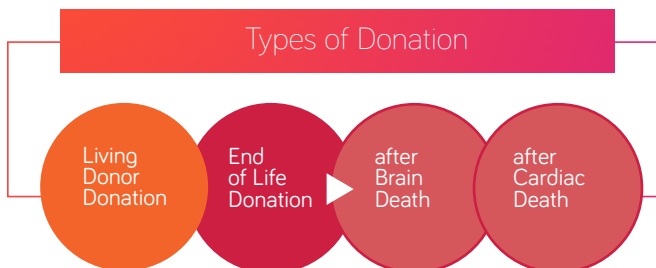 Types of Donation
Living
Donor
Donation
End
of Life
Donation
after
Brain
Death
after
Cardiac
Death